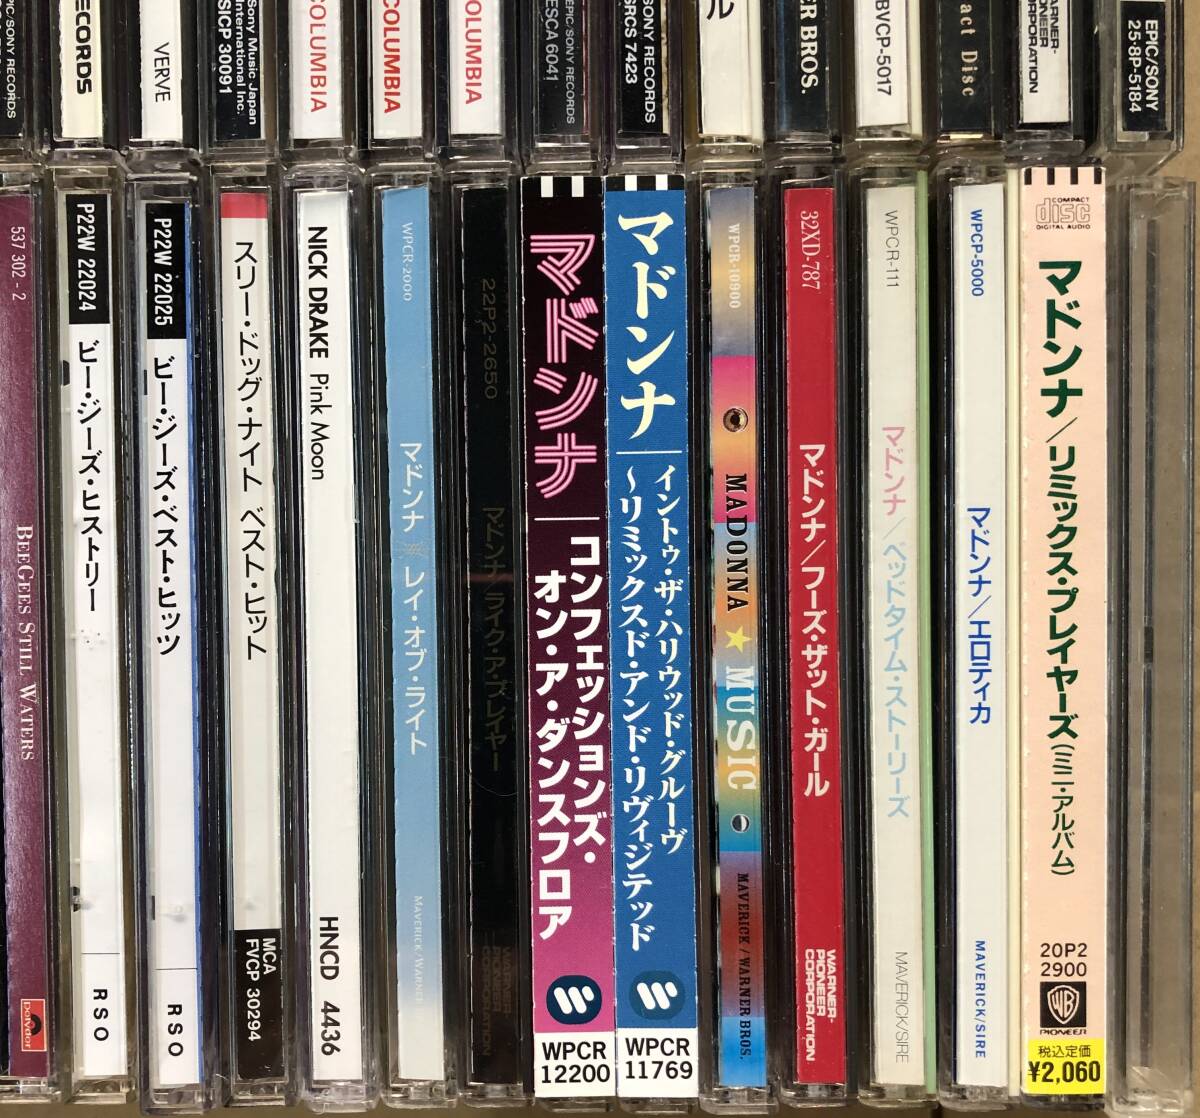 EPIC/SONY RECORDS
ECORDS
VERVE
Sony Music Japan
International Inc.
SICP 30091
COLUMBIA
COLUMBIA
COLUMBIA
EPIC/SONY RECORDS
ESCA 6041
SONY RECORDS
SRCS 7423
ル
ER BROS.
BVCP-5017
act Disc
WARNER-
PIONEER
CORPORATION
EPIC/SONY
25·8P-5184
537 302 - 2
BEE GEES STILL WATERS
polydor
P22W 22024
ビー・ジーズ・ヒストリー
RSO
P22W 22025
ビー・ジーズ・ベスト・ヒッツ
RSO
スリー・ドッグ・ナイト ベスト・ヒット
MCA
FVCP 30294
NICK DRAKE Pink Moon
HNCD 4436
WPCR-2000
マドンナ レイ・オブ・ライト
MAVERICK/WARNER
22P2-2650
マドンナ/ライク・ア・プレイヤー
WARNER-
PIONEER
CORPORATION
マドンナ
コンフェッションズ・
オン・ア・ダンスフロア
WPCR
12200
マドンナ
イントゥ・ザ・ハリウッド・グルーヴ
~リミックスド・アンド・リヴィジテッド
WPCR
11769
WPCR-10900
MADONNA ★ MUSIC
MAVERICK / WARNER BROS.
32XD-787
マドンナ/フーズ・ザット・ガール
WARNER-
PIONEER
CORPORATION
WPCR-111
マドンナ/ベッドタイム・ストーリーズ
MAVERICK/SIRE
WPCP-5000
マドンナ/エロティカ
MAVERICK/SIRE
COMPACT
disc
DIGITAL AUDIO
マドンナ/リミックス・プレイヤーズ(ミニ・アルバム)
20P2
2900
WB
PIONEER
税込定価
¥2,060